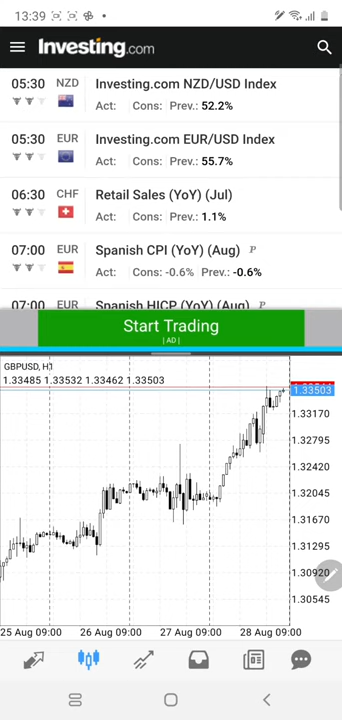 13:39
Investing.com
05:30 NZD Investing.com NZD/USD Index
Act: Cons: Prev.: 52.2%
05:30 EUR Investing.com EUR/USD Index
Act: Cons: Prev.: 55.7%
06:30 CHF Retail Sales (YoY) (Jul)
Act: Cons: Prev.: 1.1%
07:00 EUR Spanish CPI (YoY) (Aug) P
Act: Cons: -0.6% Prev.: -0.6%
07:00 EUR Spanish HICP (YoY) (Aug) P
Start Trading
[AD]
GBPUSD, H1
1.33485 1.33532 1.33462 1.33503
1.33503
1.33170
1.32795
1.32420
1.32045
1.31670
1.31295
1.30920
1.30545
25 Aug 09:00 26 Aug 09:00 27 Aug 09:00 28 Aug 09:00